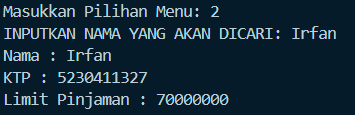 Masukkan Pilihan Menu: 2
INPUTKAN NAMA YANG AKAN DICARI: Irfan
Nama : Irfan
KTP : 5230411327
Limit Pinjaman : 70000000